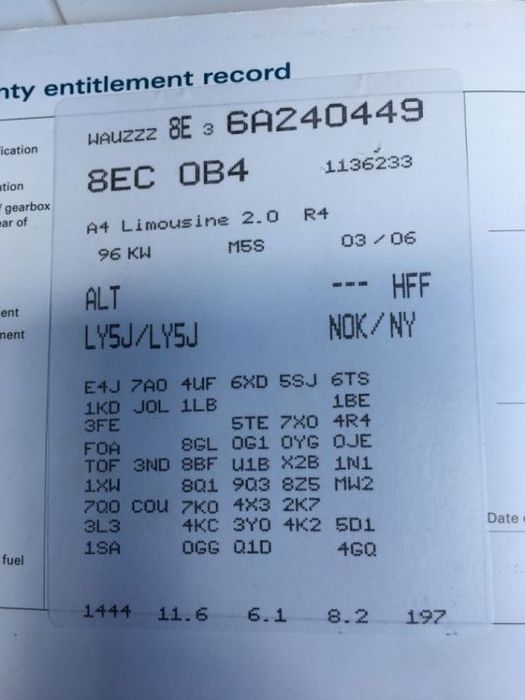 nty entitlement record
ication
WAUZZZ 8E 3 6A240449
8EC 0B4 1136233
ition
/ gearbox
ar of
A4 Limousine 2.0 R4
96 KW M5S 03/06
ALT --- HFF
ent
LY5J/LY5J N0K/NY
ment
E4J 7A0 4UF 6XD 5SJ 6TS
1KD J0L 1LB 1BE
3FE 5TE 7X0 4R4
F0A 8GL 0G1 0YG 0JE
T0F 3ND 8BF U1B X2B 1N1
1XW 8Q1 9Q3 8Z5 MW2
7Q0 C0U 7K0 4X3 2K7
3L3 4KC 3Y0 4K2 5D1
Date
1SA 0GG Q1D 4GQ
fuel
1444 11.6 6.1 8.2 197